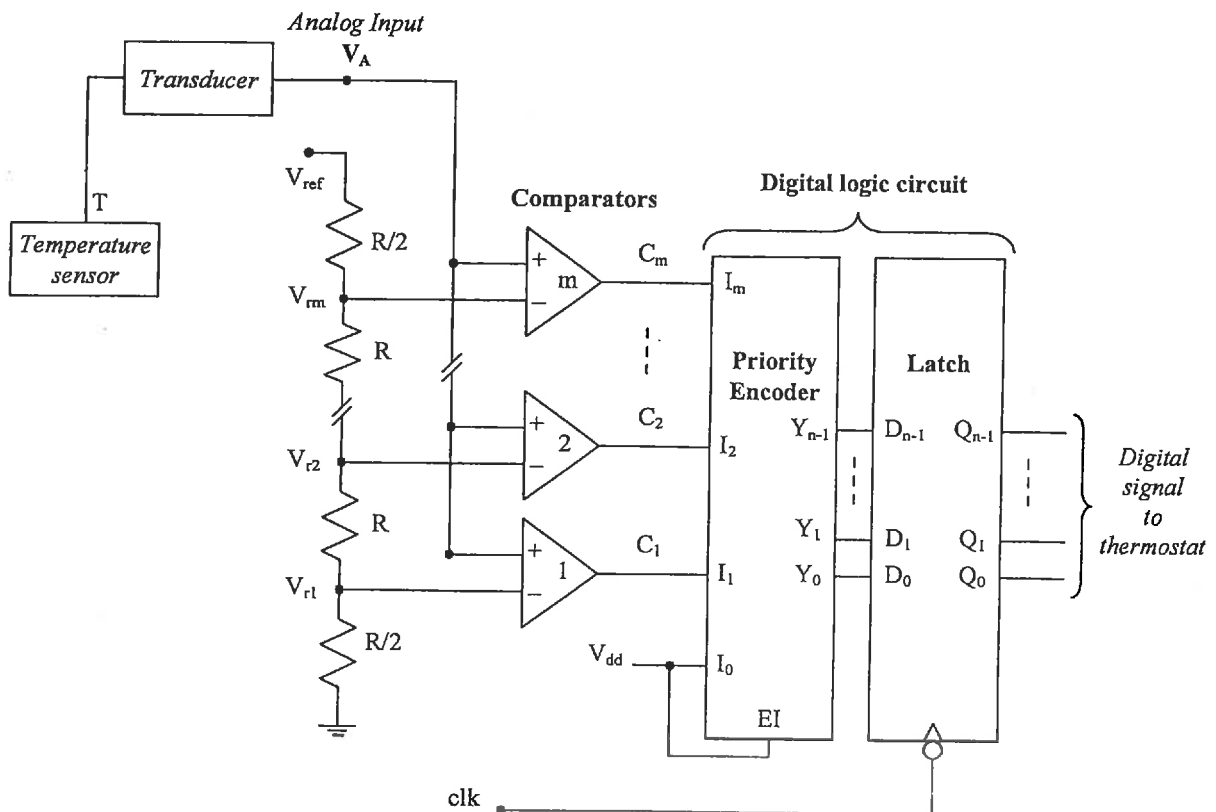 Analog Input
V_A
Transducer
T
Temperature
sensor
V_ref
R/2
V_rm
R
V_r2
R
V_r1
R/2
Comparators
+
m
−
C_m
+
2
−
C_2
+
1
−
C_1
Digital logic circuit
I_m
Priority
Encoder
I_2
I_1
V_dd
I_0
EI
Y_n-1
Y_1
Y_0
Latch
D_n-1
D_1
D_0
Q_n-1
Q_1
Q_0
Digital
signal
to
thermostat
clk